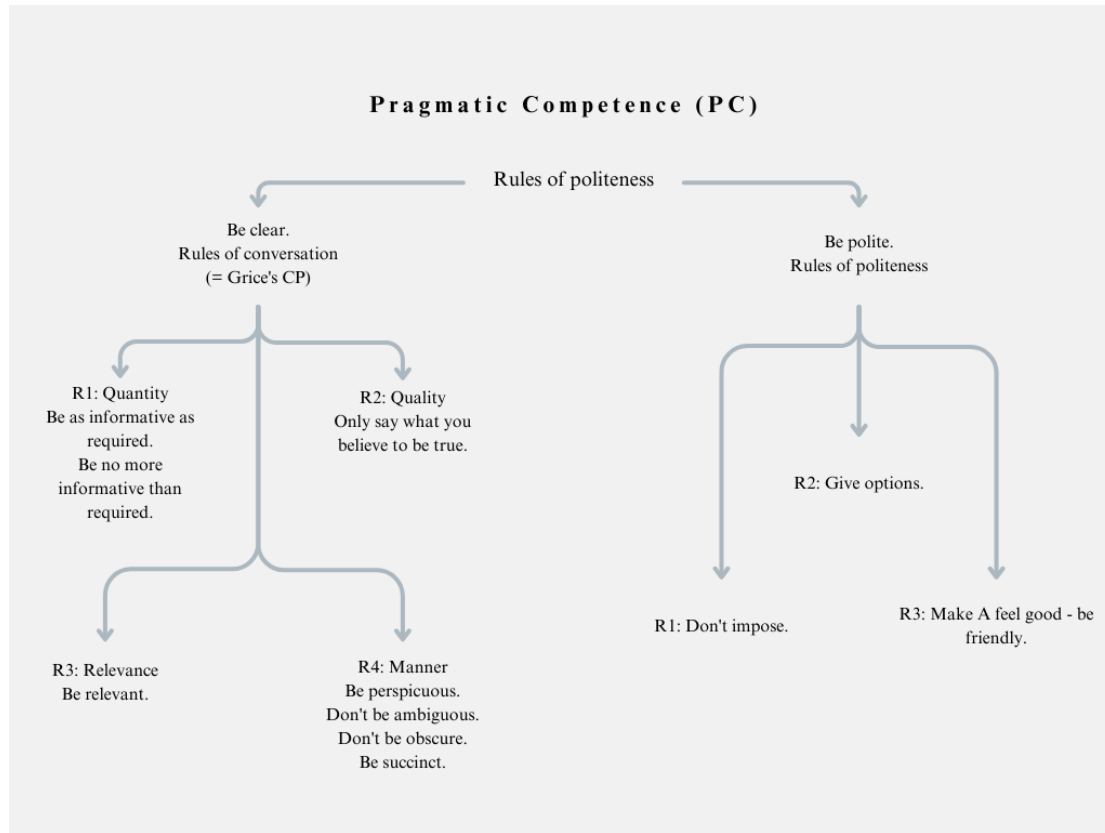 Pragmatic Competence (PC)
Rules of politeness
Be clear.
Rules of conversation
(= Grice's CP)
Be polite.
Rules of politeness
R1: Quantity
Be as informative as
required.
Be no more
informative than
required.
R2: Quality
Only say what you
believe to be true.
R3: Relevance
Be relevant.
R4: Manner
Be perspicuous.
Don't be ambiguous.
Don't be obscure.
Be succinct.
R1: Don't impose.
R2: Give options.
R3: Make A feel good - be
friendly.